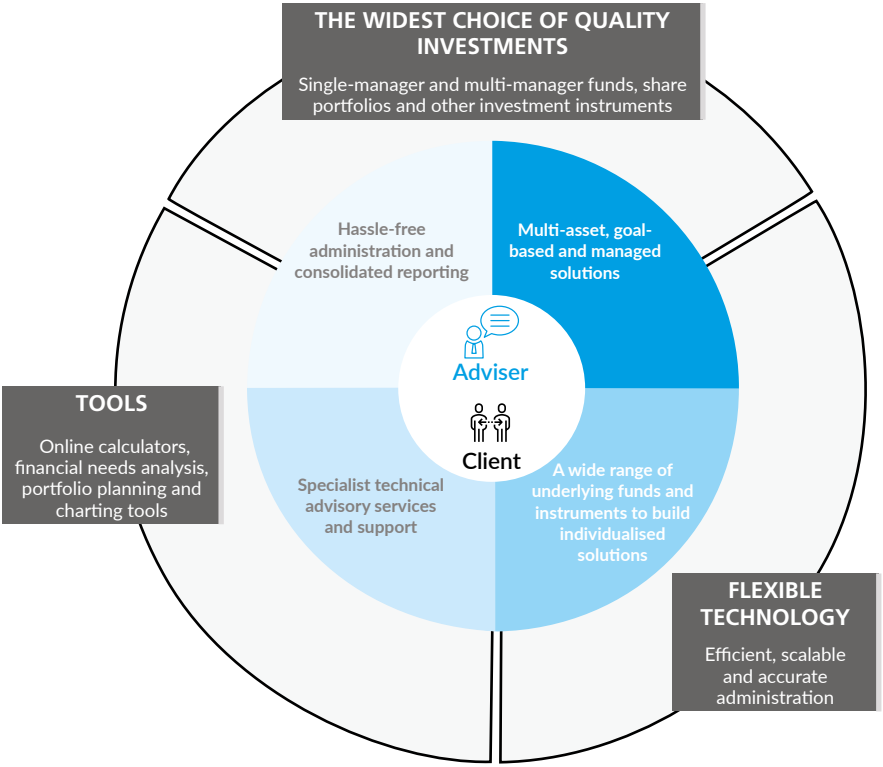 THE WIDEST CHOICE OF QUALITY
INVESTMENTS
Single-manager and multi-manager funds, share
portfolios and other investment instruments
Hassle-free
administration and
consolidated reporting
Multi-asset, goal-
based and managed
solutions
Adviser
Client
TOOLS
Online calculators,
financial needs analysis,
portfolio planning and
charting tools
Specialist technical
advisory services
and support
A wide range of
underlying funds and
instruments to build
individualised
solutions
FLEXIBLE
TECHNOLOGY
Efficient, scalable
and accurate
administration